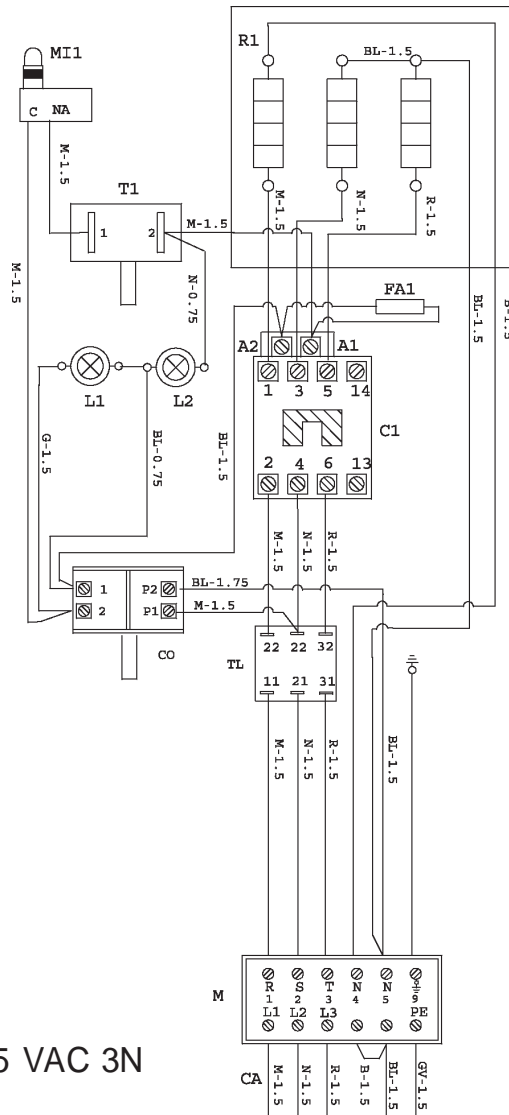 R1
BL-1.5
MI1
C NA
M-1.5
T1
1 2
M-1.5
M-1.5
N-1.5
R-1.5
M-1.5
N-0.75
BL-1.5
B-1.5
FA1
A2 A1
1 3 5 14
C1
2 4 6 13
L1 L2
G-1.5
BL-0.75
BL-1.5
M-1.5
N-1.5
R-1.5
1 P2
2 P1
CO
BL-1.75
M-1.5
TL
22 22 32
11 21 31
M-1.5
N-1.5
R-1.5
BL-1.5
M
R S T N N
1 2 3 4 5 9
L1 L2 L3 PE
5 VAC 3N
CA
M-1.5
N-1.5
R-1.5
B-1.5
BL-1.5
GV-1.5